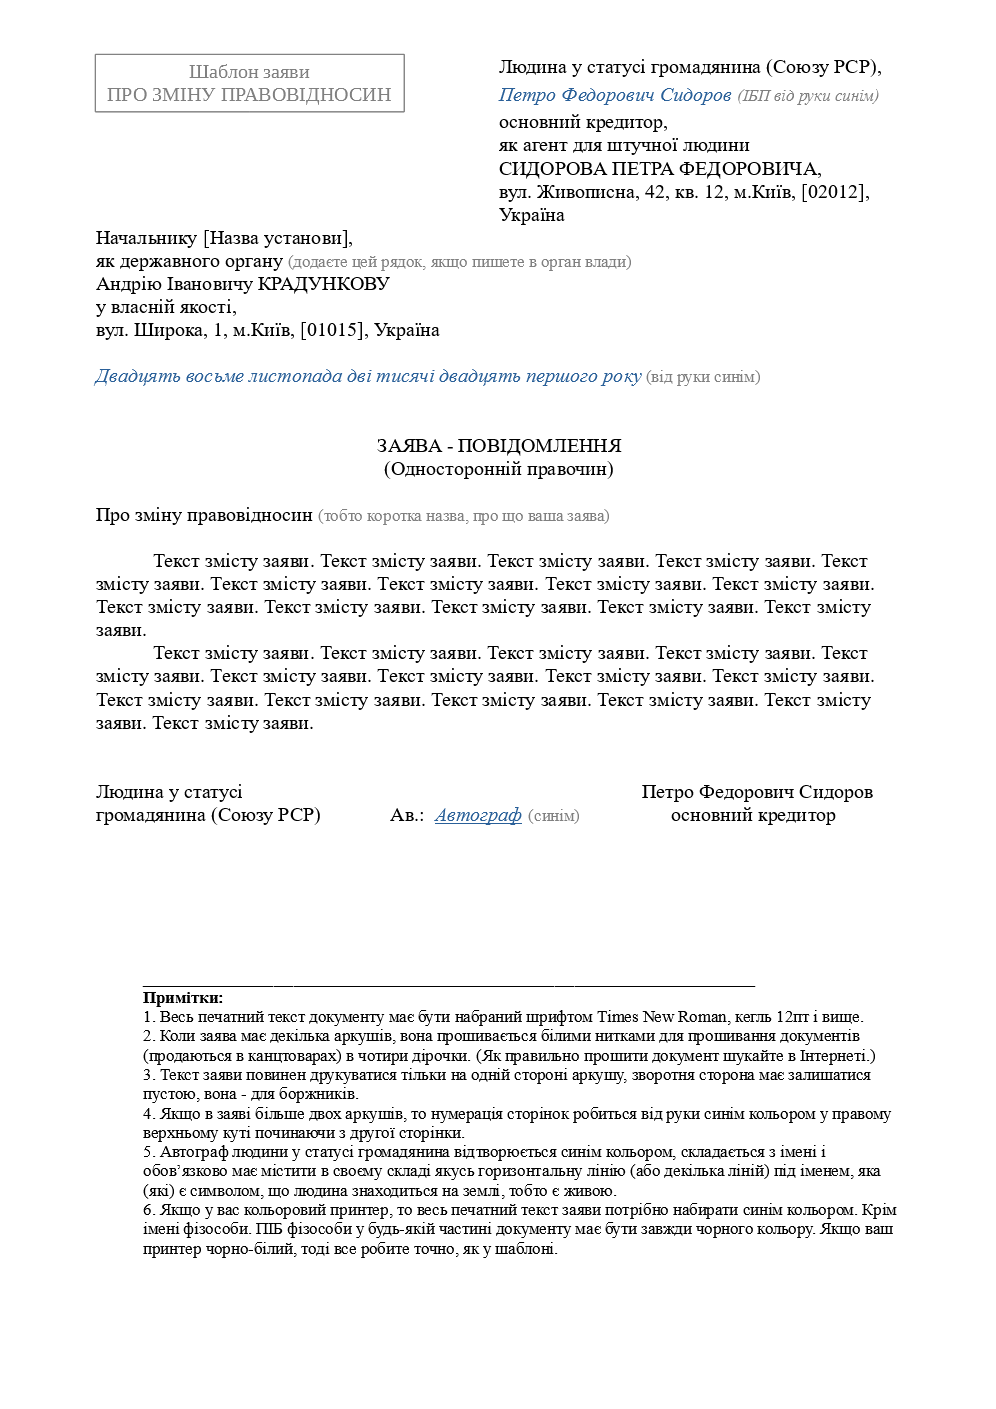 Шаблон заяви
ПРО ЗМІНУ ПРАВОВІДНОСИН
Людина у статусі громадянина (Союзу РСР),
Петро Федорович Сидоров (ІБП від руки синім)
основний кредитор,
як агент для штучної людини
СИДОРОВА ПЕТРА ФЕДОРОВИЧА,
вул. Живописна, 42, кв. 12, м.Київ, [02012],
Україна
Начальнику [Назва установи],
як державного органу (додаєте цей рядок, якщо пишете в орган влади)
Андрію Івановичу КРАДУНКОВУ
у власній якості,
вул. Широка, 1, м.Київ, [01015], Україна
Двадцять восьме листопада дві тисячі двадцять першого року (від руки синім)
ЗАЯВА - ПОВІДОМЛЕННЯ
(Односторонній правочин)
Про зміну правовідносин (тобто коротка назва, про що ваша заява)
Текст змісту заяви. Текст змісту заяви. Текст змісту заяви. Текст змісту заяви. Текст
змісту заяви. Текст змісту заяви. Текст змісту заяви. Текст змісту заяви. Текст змісту заяви.
Текст змісту заяви. Текст змісту заяви. Текст змісту заяви. Текст змісту заяви. Текст змісту
заяви.
Текст змісту заяви. Текст змісту заяви. Текст змісту заяви. Текст змісту заяви. Текст
змісту заяви. Текст змісту заяви. Текст змісту заяви. Текст змісту заяви. Текст змісту заяви.
Текст змісту заяви. Текст змісту заяви. Текст змісту заяви. Текст змісту заяви. Текст змісту
заяви. Текст змісту заяви.
Людина у статусі
громадянина (Союзу РСР) Ав.: Автограф (синім)
Петро Федорович Сидоров
основний кредитор
Примітки:
1. Весь печатний текст документу має бути набраний шрифтом Times New Roman, кегль 12пт і вище.
2. Коли заява має декілька аркушів, вона прошивається білими нитками для прошивання документів
(продаються в канцтоварах) в чотири дірочки. (Як правильно прошити документ шукайте в Інтернеті.)
3. Текст заяви повинен друкуватися тільки на одній стороні аркушу, зворотня сторона має залишатися
пустою, вона - для боржників.
4. Якщо в заяві більше двох аркушів, то нумерація сторінок робиться від руки синім кольором у правому
верхньому куті починаючи з другої сторінки.
5. Автограф людини у статусі громадянина відтворюється синім кольором, складається з імені і
обов’язково має містити в своєму складі якусь горизонтальну лінію (або декілька ліній) під іменем, яка
(які) є символом, що людина знаходиться на землі, тобто є живою.
6. Якщо у вас кольоровий принтер, то весь печатний текст заяви потрібно набирати синім кольором. Крім
імені фізособи. ПІБ фізособи у будь-якій частині документу має бути завжди чорного кольору. Якщо ваш
принтер чорно-білий, тоді все робите точно, як у шаблоні.